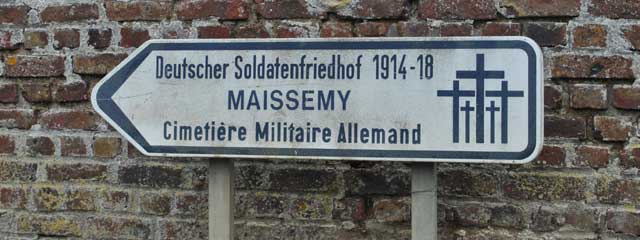 Deutscher Soldatenfriedhof 1914-18
MAISSEMY
Cimetière Militaire Allemand